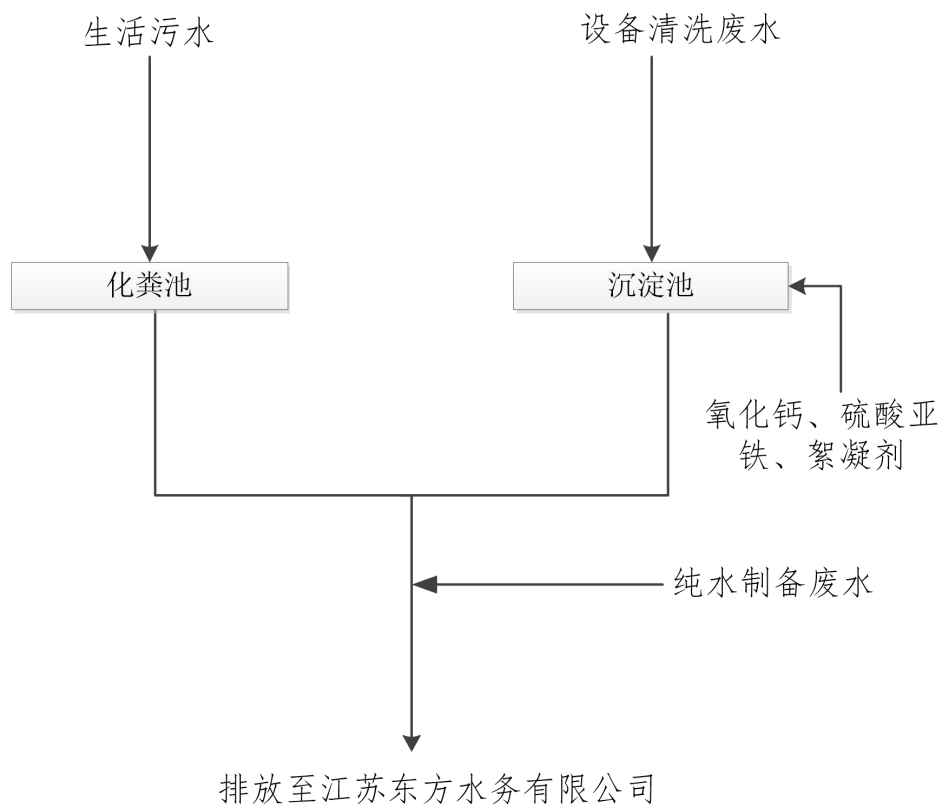 生活污水
设备清洗废水
化粪池
沉淀池
氧化钙、硫酸亚
铁、絮凝剂
纯水制备废水
排放至江苏东方水务有限公司